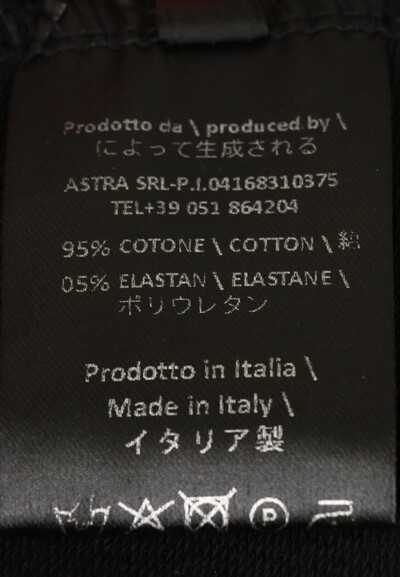 Prodotto da \ produced by \
によって生成される
ASTRA SRL-P.I.04168310375
TEL+39 051 864204
95% COTONE \ COTTON \ 綿
05% ELASTAN \ ELASTANE \
ポリウレタン
Prodotto in Italia \
Made in Italy \
イタリア製
P